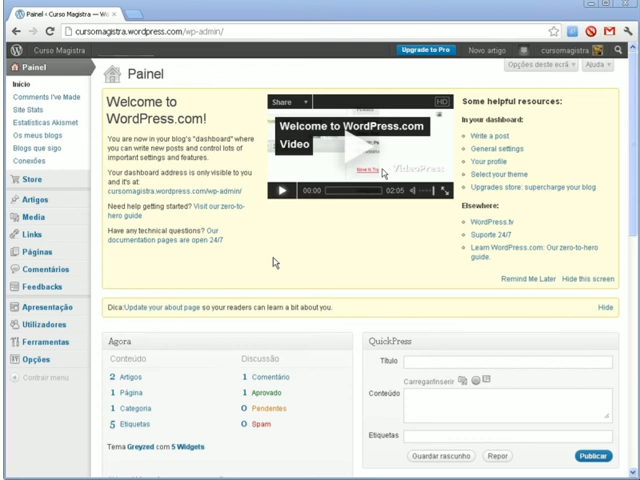 Painel ‹ Curso Magistra — Wo
cursomagistra.wordpress.com/wp-admin/
Curso Magistra
Upgrade to Pro
Novo artigo
cursomagistra
Painel
Início
Comments I've Made
Site Stats
Estatísticas Akismet
Os meus blogs
Blogs que sigo
Conexões
Store
Artigos
Media
Links
Páginas
Comentários
Feedbacks
Apresentação
Utilizadores
Ferramentas
Opções
Contrair menu
Painel
Opções deste ecrã
Ajuda
Welcome to
WordPress.com!
You are now in your blog's "dashboard" where
you can write new posts and control lots of
important settings and features.
Your dashboard address is only visible to you
and it's at:
cursomagistra.wordpress.com/wp-admin/
Need help getting started? Visit our zero-to-
hero guide
Have any technical questions? Our
documentation pages are open 24/7
Share
HD
Welcome to WordPress.com
Video
VideoPress
00:00
02:05
Some helpful resources:
In your dashboard:
Write a post
General settings
Your profile
Select your theme
Upgrades store: supercharge your blog
Elsewhere:
WordPress.tv
Suporte 24/7
Learn WordPress.com: Our zero-to-hero
guide.
Remind Me Later
Hide this screen
Dica:Update your about page so your readers can learn a bit about you.
Hide
Agora
Conteúdo
Discussão
2 Artigos
1 Comentário
1 Página
1 Aprovado
1 Categoria
0 Pendentes
5 Etiquetas
0 Spam
Tema Greyzed com 5 Widgets
QuickPress
Título
Carregar/Inserir
Conteúdo
Etiquetas
Guardar rascunho
Repor
Publicar